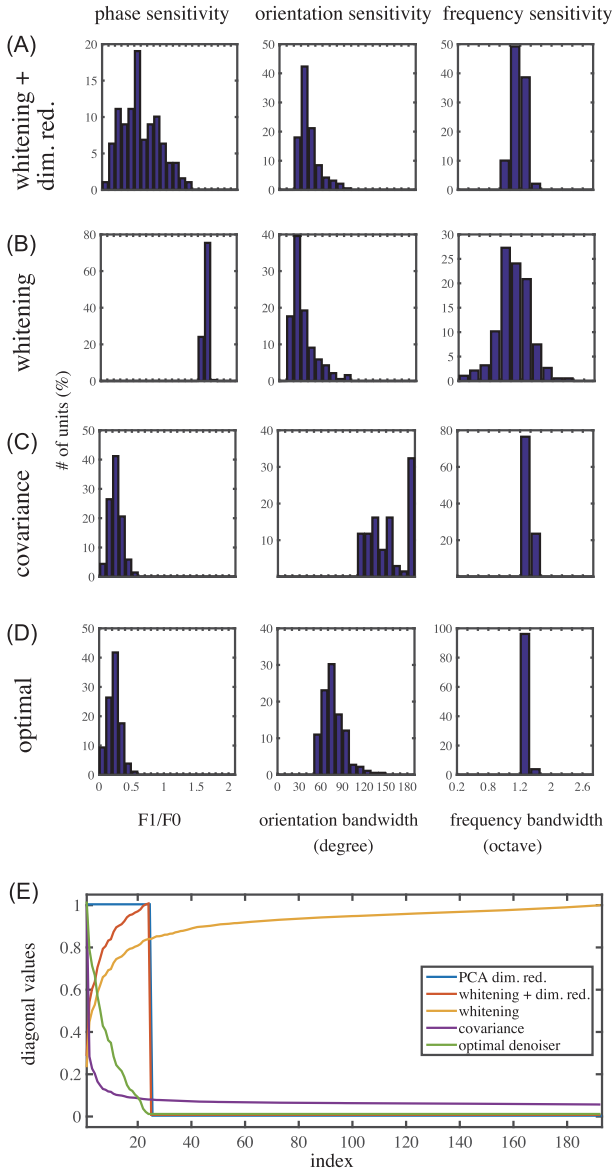 phase sensitivity orientation sensitivity frequency sensitivity
(A)
whitening +
dim. red.
20
15
10
5
0
50
40
30
20
10
0
50
40
30
20
10
0
(B)
whitening
80
60
40
20
0
40
30
20
10
0
30
25
20
15
10
5
0
# of units (%)
(C)
covariance
50
40
30
20
10
0
40
30
20
10
0
80
60
40
20
(D)
optimal
50
40
30
20
10
0
40
30
20
10
0
100
80
60
40
20
0
0 0.5 1 1.5 2
0 30 60 90 150 180
0.2 0.8 1.2 2 2.6
F1/F0 orientation bandwidth frequency bandwidth
(degree) (octave)
(E)
diagonal values
1
0.8
0.6
0.4
0.2
0
PCA dim. red.
whitening + dim. red.
whitening
covariance
optimal denoiser
20 40 60 80 100 120 140 160 180
index